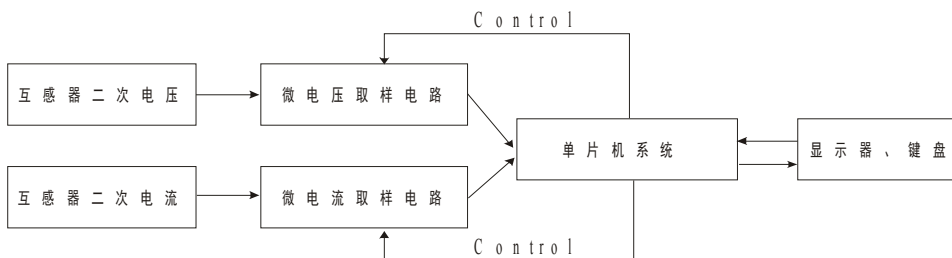 Control
互感器二次电压
微电压取样电路
单片机系统
显示器、键盘
互感器二次电流
微电流取样电路
Control